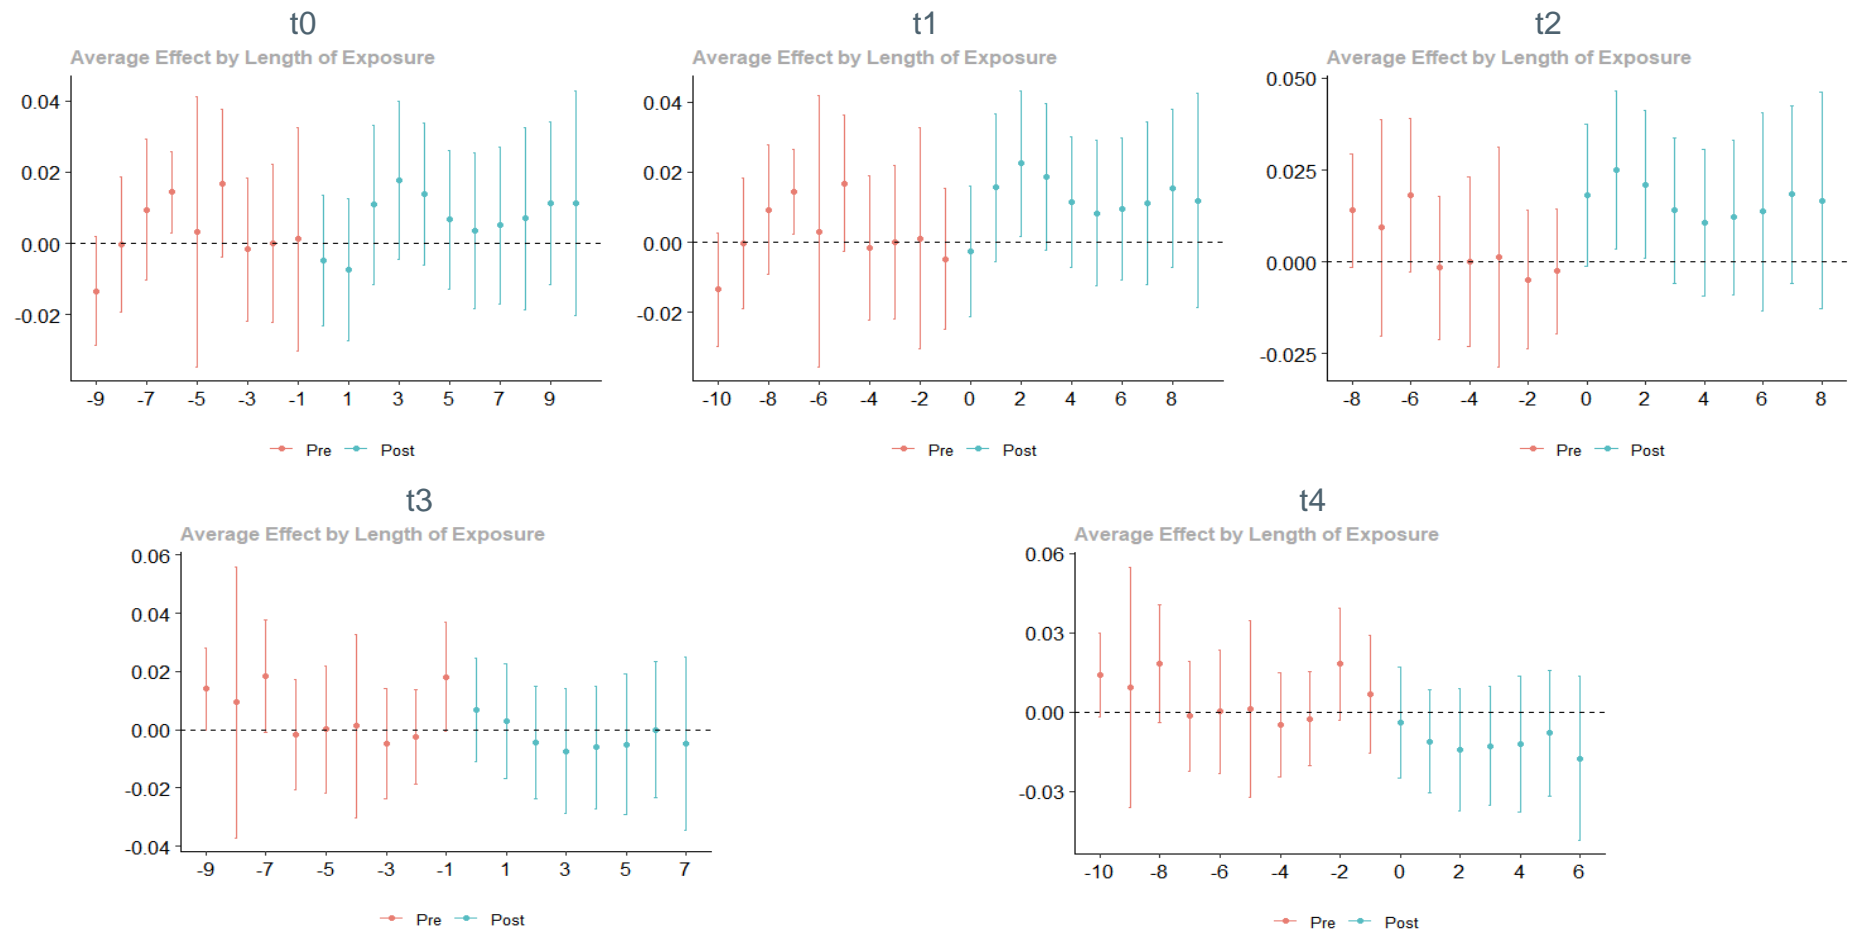 t0
Average Effect by Length of Exposure
0.04
0.02
0.00
-0.02
-9 -7 -5 -3 -1 1 3 5 7 9
Pre Post
t1
Average Effect by Length of Exposure
0.04
0.02
0.00
-0.02
-10 -8 -6 -4 -2 0 2 4 6 8
Pre Post
t2
Average Effect by Length of Exposure
0.050
0.025
0.000
-0.025
-8 -6 -4 -2 0 2 4 6 8
Pre Post
t3
Average Effect by Length of Exposure
0.06
0.04
0.02
0.00
-0.02
-0.04
-9 -7 -5 -3 -1 1 3 5 7
Pre Post
t4
Average Effect by Length of Exposure
0.06
0.03
0.00
-0.03
-10 -8 -6 -4 -2 0 2 4 6
Pre Post